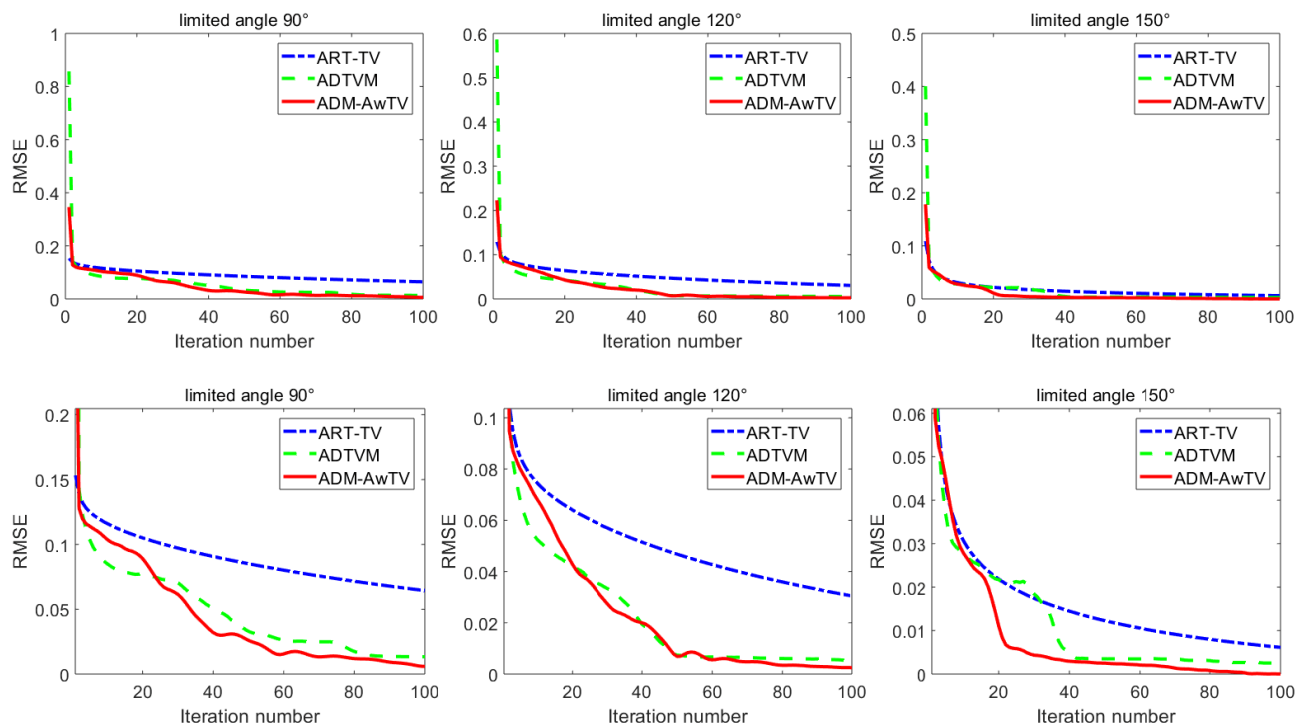 limited angle 90°
1
0.8
0.6
0.4
0.2
0
RMSE
0 20 40 60 80 100
Iteration number
ART-TV
ADTVM
ADM-AwTV
limited angle 120°
0.6
0.5
0.4
0.3
0.2
0.1
0
RMSE
0 20 40 60 80 100
Iteration number
ART-TV
ADTVM
ADM-AwTV
limited angle 150°
0.5
0.4
0.3
0.2
0.1
0
RMSE
0 20 40 60 80 100
Iteration number
ART-TV
ADTVM
ADM-AwTV
limited angle 90°
0.2
0.15
0.1
0.05
0
RMSE
20 40 60 80 100
Iteration number
ART-TV
ADTVM
ADM-AwTV
limited angle 120°
0.1
0.08
0.06
0.04
0.02
0
RMSE
20 40 60 80 100
Iteration number
ART-TV
ADTVM
ADM-AwTV
limited angle 150°
0.06
0.05
0.04
0.03
0.02
0.01
0
RMSE
20 40 60 80 100
Iteration number
ART-TV
ADTVM
ADM-AwTV